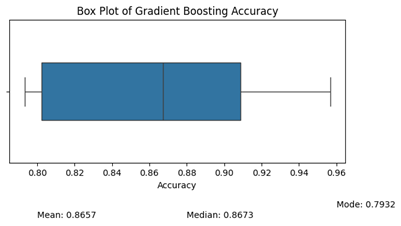 Box Plot of Gradient Boosting Accuracy
0.80 0.82 0.84 0.86 0.88 0.90 0.92 0.94 0.96
Accuracy
Mode: 0.7932
Mean: 0.8657 Median: 0.8673